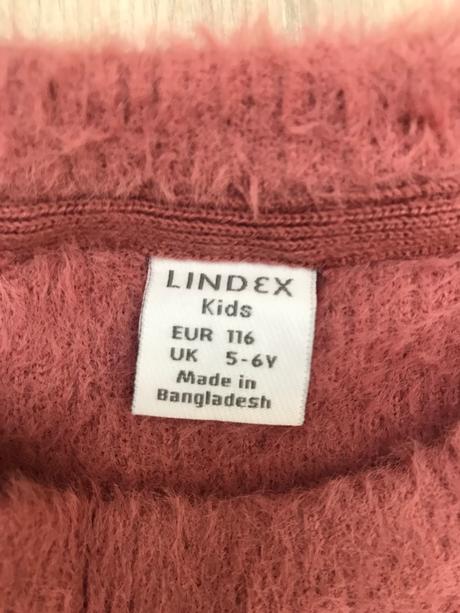 LINDEX
Kids
EUR 116
UK 5-6Y
Made in
Bangladesh